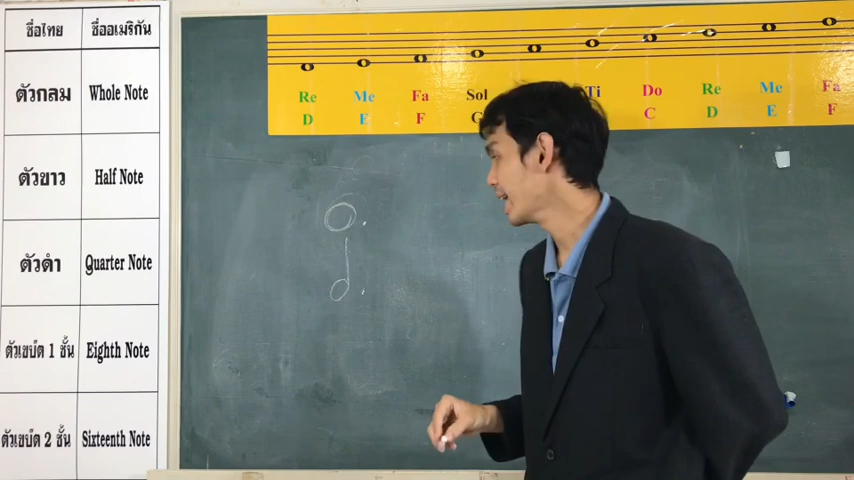 ชื่อไทย ชื่ออเมริกัน
ตัวกลม Whole Note
ตัวขาว Half Note
ตัวดำ Quarter Note
ตัวเขบ็ต 1 ชั้น Eighth Note
ตัวเขบ็ต 2 ชั้น Sixteenth Note
Re Me Fa Sol Ti Do Re Me Fa
D E F G C D E F